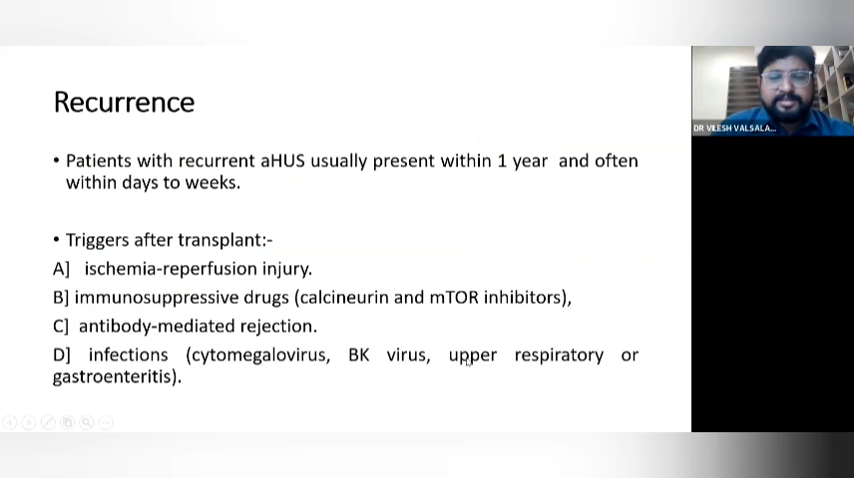 Recurrence
• Patients with recurrent aHUS usually present within 1 year and often
within days to weeks.
• Triggers after transplant:-
A] ischemia-reperfusion injury.
B] immunosuppressive drugs (calcineurin and mTOR inhibitors),
C] antibody-mediated rejection.
D] infections (cytomegalovirus, BK virus, upper respiratory or
gastroenteritis).
DR VILESH VALSALA...